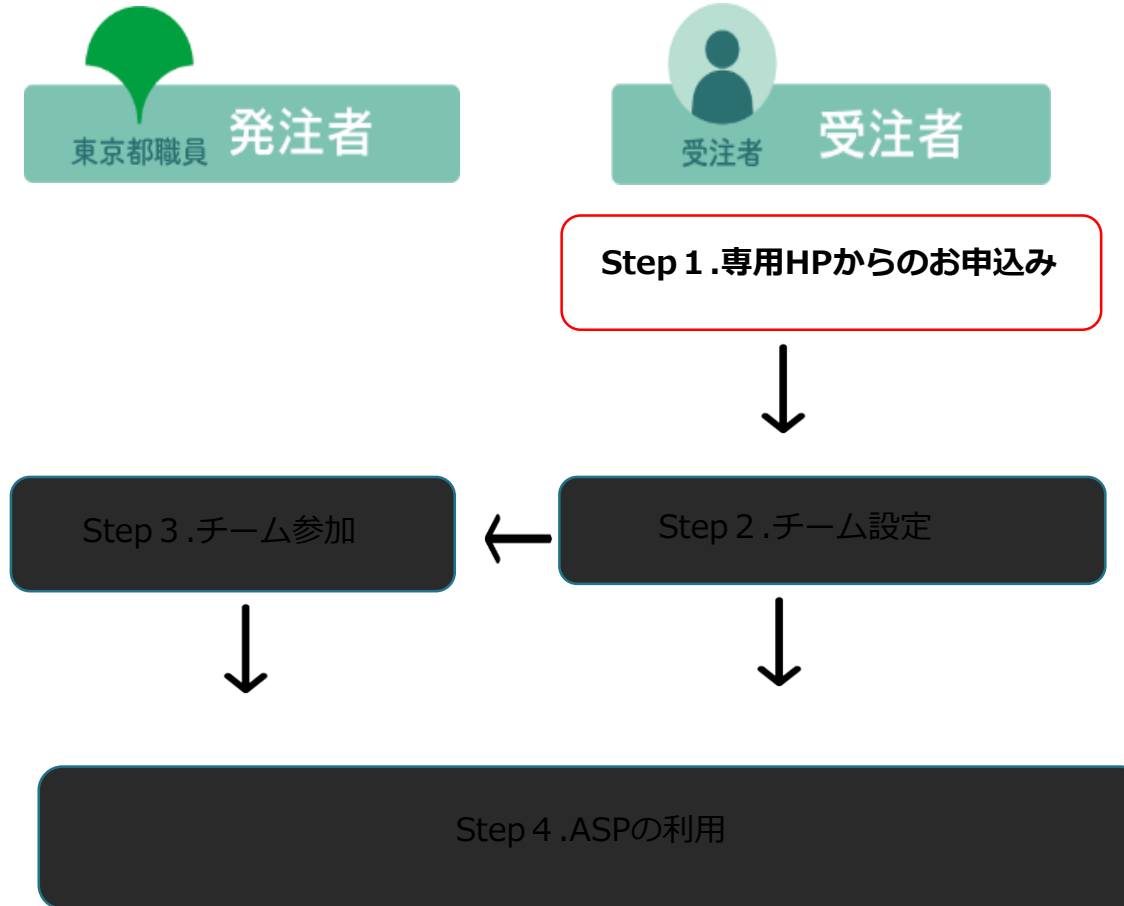 東京都職員 発注者
受注者 受注者
Step１.専用HPからのお申込み
Step３.チーム参加
Step２.チーム設定
Step４.ASPの利用